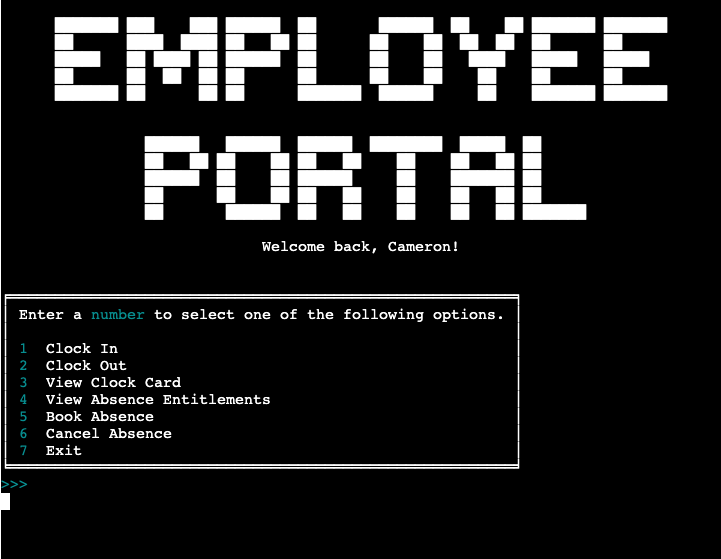 EMPLOYEE
PORTAL
Welcome back, Cameron!
Enter a number to select one of the following options.
1 Clock In
2 Clock Out
3 View Clock Card
4 View Absence Entitlements
5 Book Absence
6 Cancel Absence
7 Exit
>>>